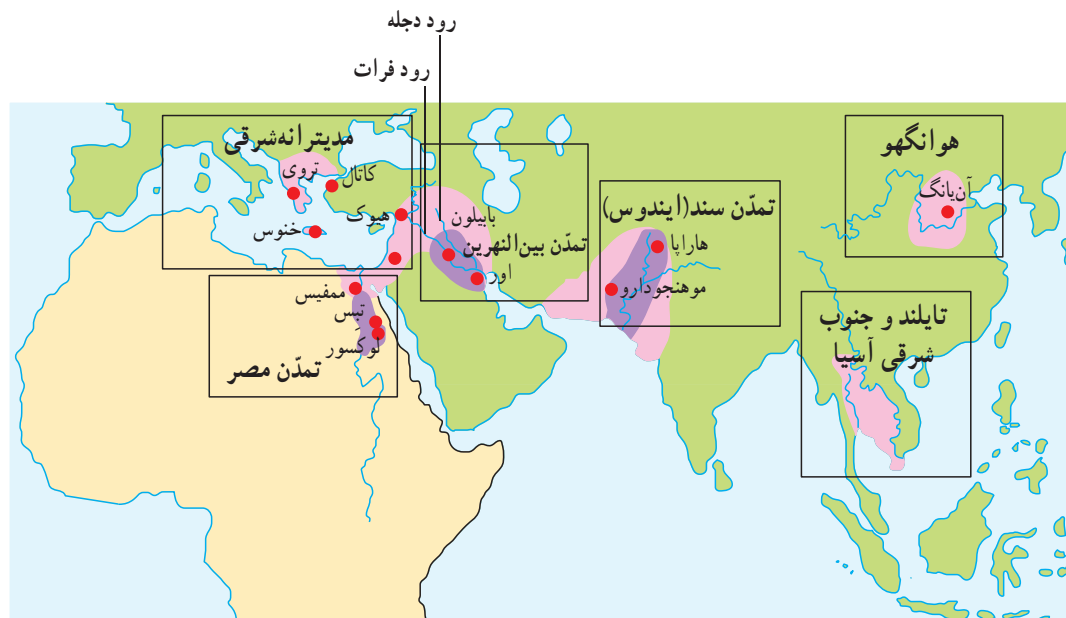 رود دجله
رود فرات
مدیترانه‌شرقی
تروی
کاتال
هیوک
خنوس
بابیلون
تمدّن بین‌النهرین
اور
ممفیس
تبس
لوکسور
تمدّن مصر
تمدّن سند(ایندوس)
هاراپا
موهنجودارو
هوانگهو
آن‌یانگ
تایلند و جنوب
شرقی آسیا